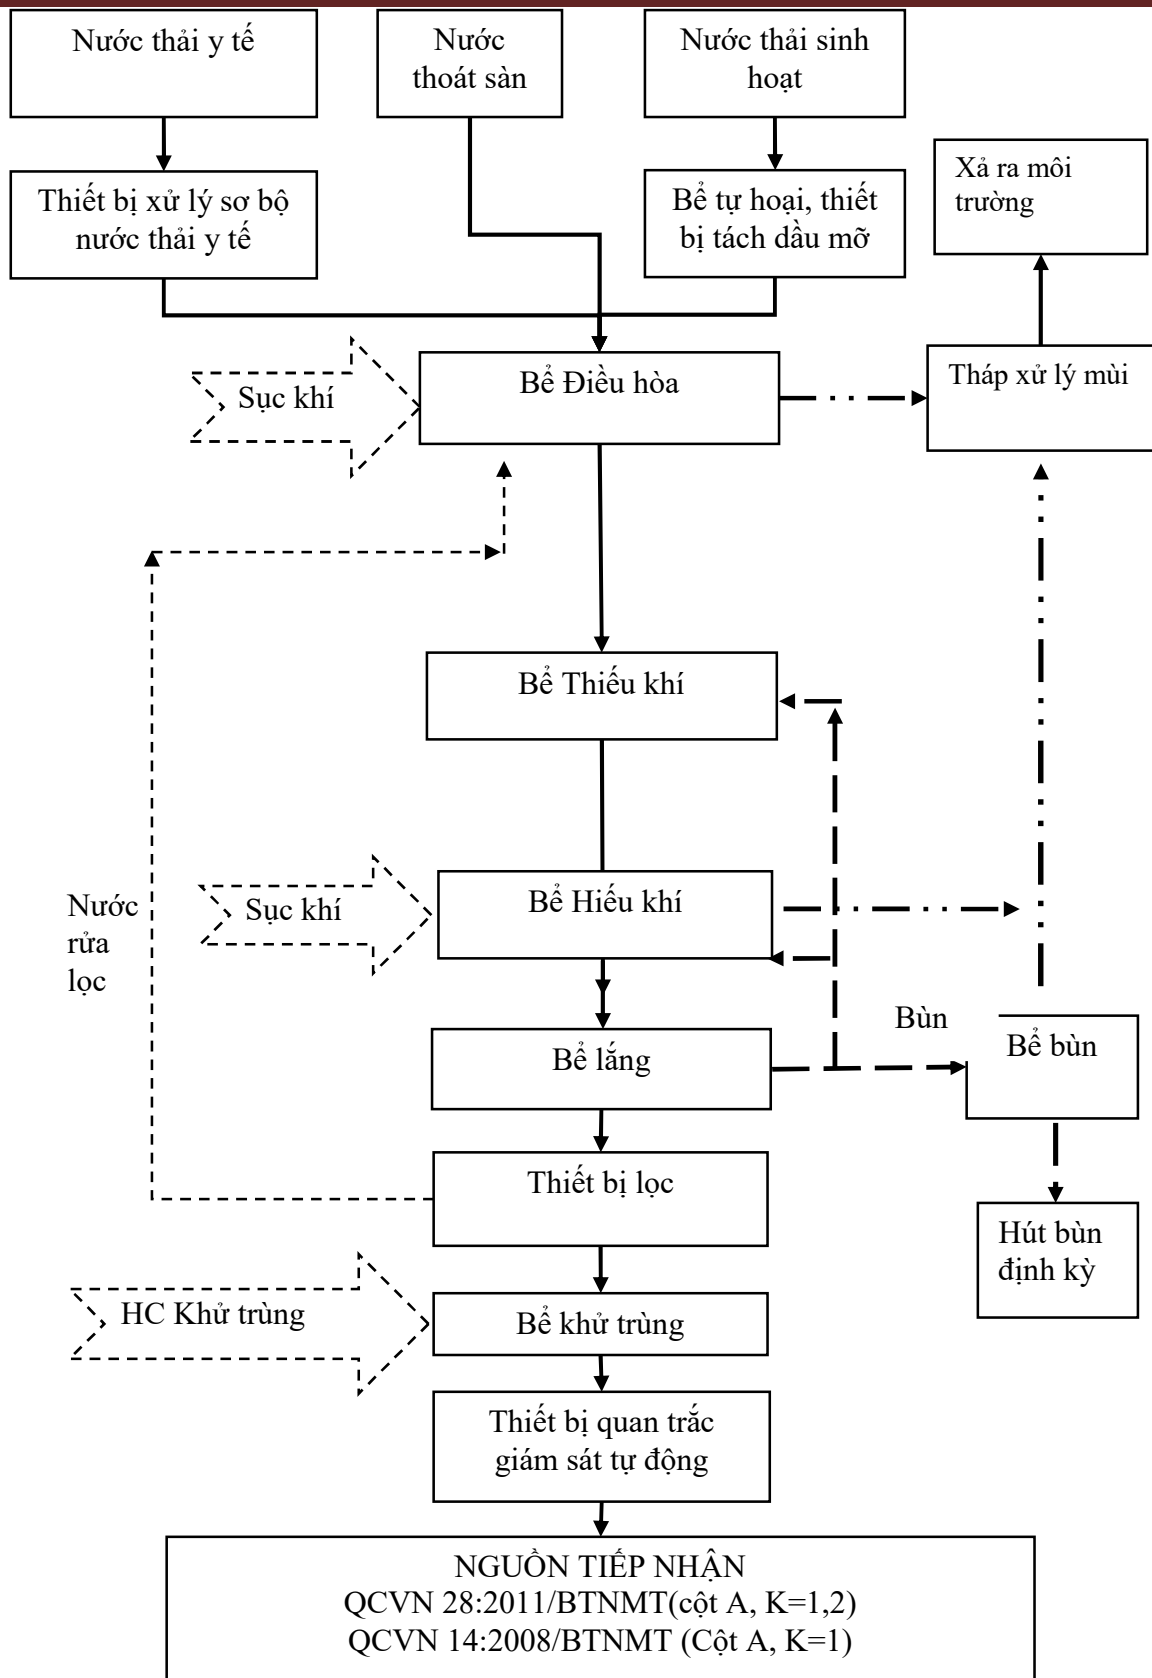 Nước thải y tế
Nước
thoát sàn
Nước thải sinh
hoạt
Xả ra môi
trường
Thiết bị xử lý sơ bộ
nước thải y tế
Bể tự hoại, thiết
bị tách dầu mỡ
Sục khí
Bể Điều hòa
Tháp xử lý mùi
Bể Thiếu khí
Nước
rửa
lọc
Sục khí
Bể Hiếu khí
Bùn
Bể lắng
Bể bùn
Thiết bị lọc
Hút bùn
định kỳ
HC Khử trùng
Bể khử trùng
Thiết bị quan trắc
giám sát tự động
NGUỒN TIẾP NHẬN
QCVN 28:2011/BTNMT(cột A, K=1,2)
QCVN 14:2008/BTNMT (Cột A, K=1)